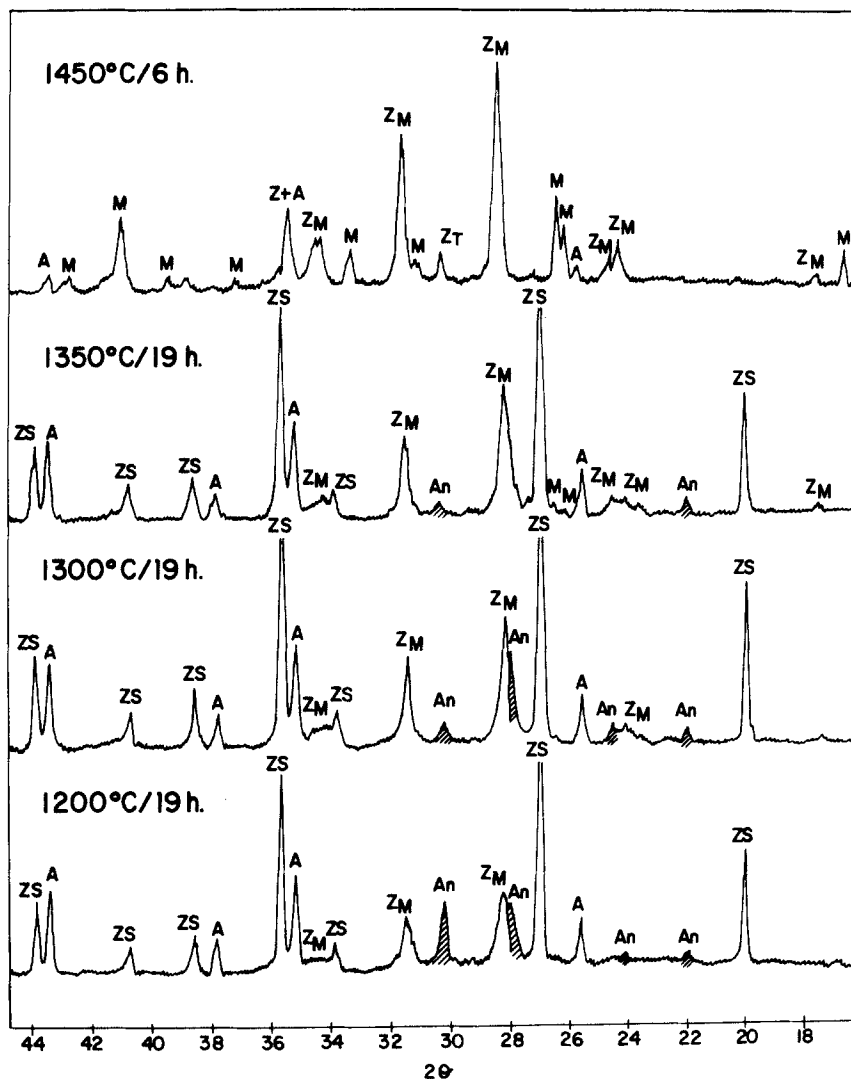 1450°C/6 h.
A M M M M Z+A ZM M ZM M ZT ZM M M A ZM ZM ZM M
1350°C/19 h.
ZS A ZS ZS A ZS A ZM ZS ZM An ZM ZS M M A ZM ZM An ZS ZM
1300°C/19 h.
ZS A ZS ZS A ZS A ZM ZS ZM An ZM An ZS A An ZM An ZS
1200°C/19 h.
ZS A ZS ZS A ZS A ZM ZS ZM An ZM An A An An ZS
44 42 40 38 36 34 32 30 28 26 24 22 20 18
2θ